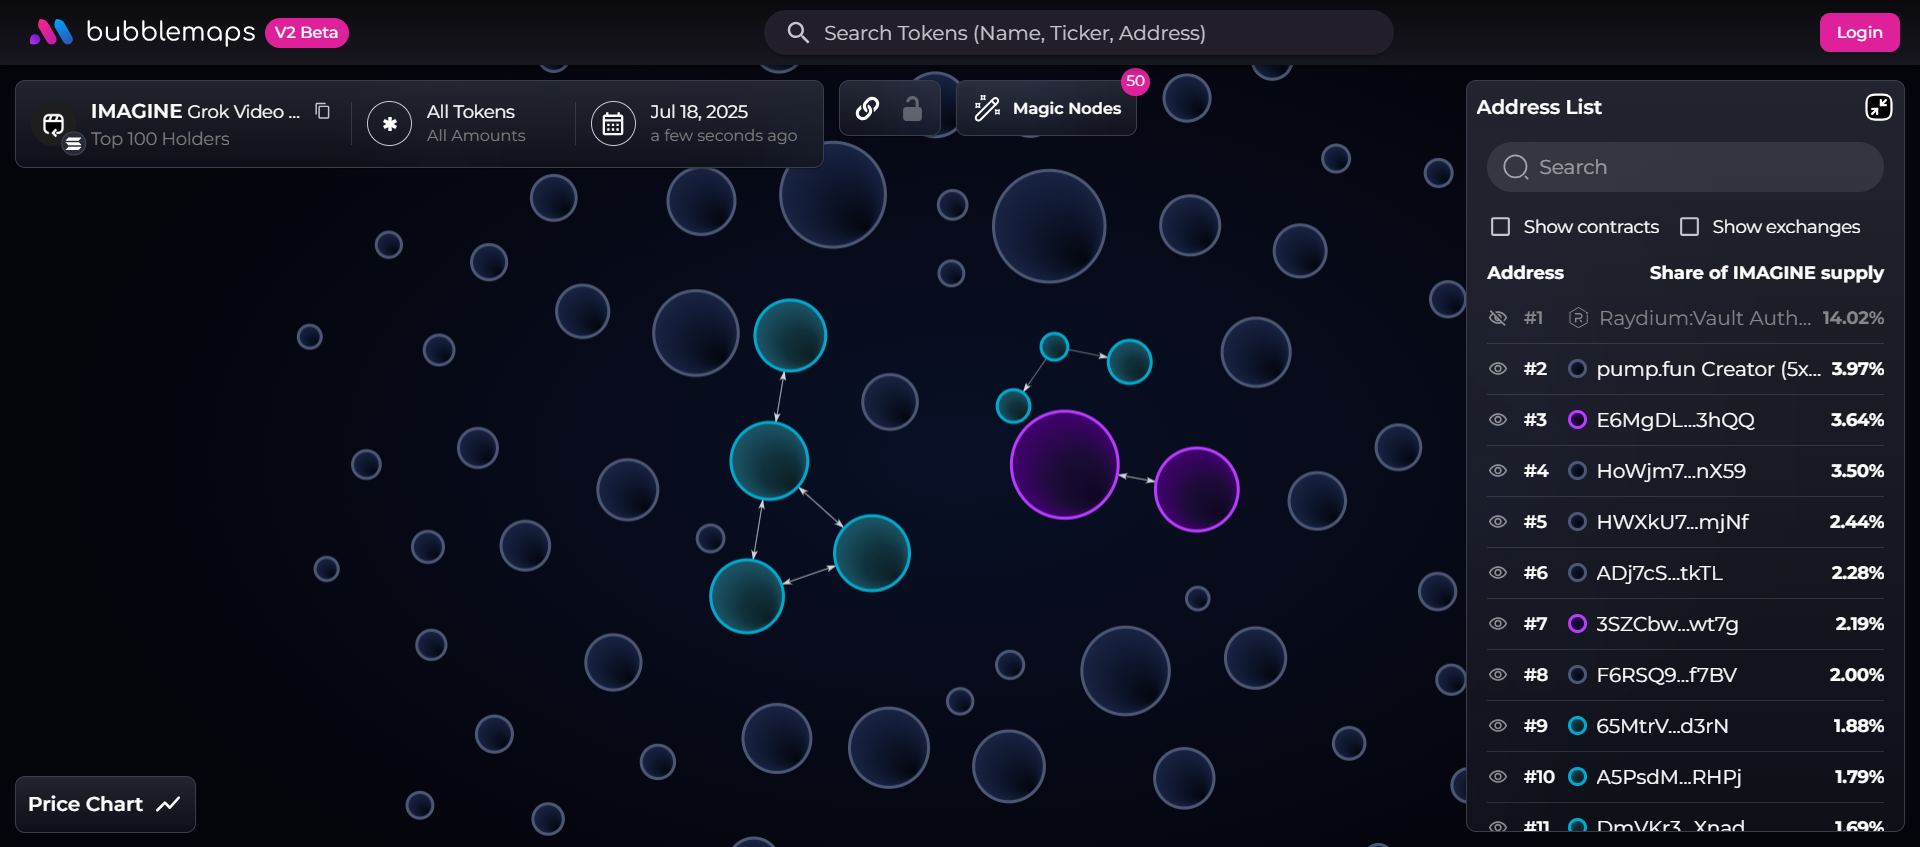 bubblemaps V2 Beta
Search Tokens (Name, Ticker, Address)
Login
IMAGINE Grok Video ...
Top 100 Holders
All Tokens
All Amounts
Jul 18, 2025
a few seconds ago
Magic Nodes
50
Address List
Search
Show contracts Show exchanges
Address Share of IMAGINE supply
#1 Raydium:Vault Auth... 14.02%
#2 pump.fun Creator (5x... 3.97%
#3 E6MgDL...3hQQ 3.64%
#4 HoWjm7...nX59 3.50%
#5 HWXkU7...mjNf 2.44%
#6 ADj7cS...tkTL 2.28%
#7 3SZCbw...wt7g 2.19%
#8 F6RSQ9...f7BV 2.00%
#9 65MtrV...d3rN 1.88%
#10 A5PsdM...RHPj 1.79%
#11 DmVKr3...Xnad 1.69%
Price Chart